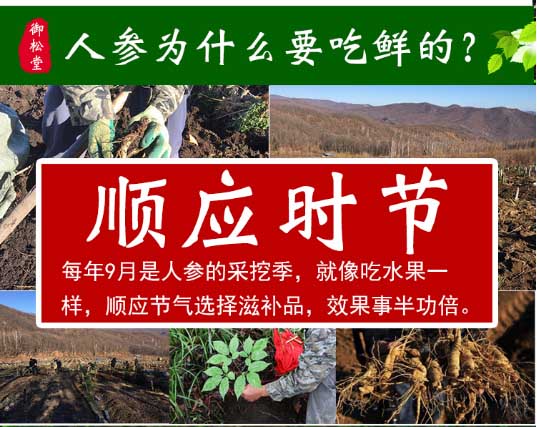 御松堂
人参为什么要吃鲜的?
顺应时节
每年9月是人参的采挖季，就像吃水果一
样，顺应节气选择滋补品，效果事半功倍。